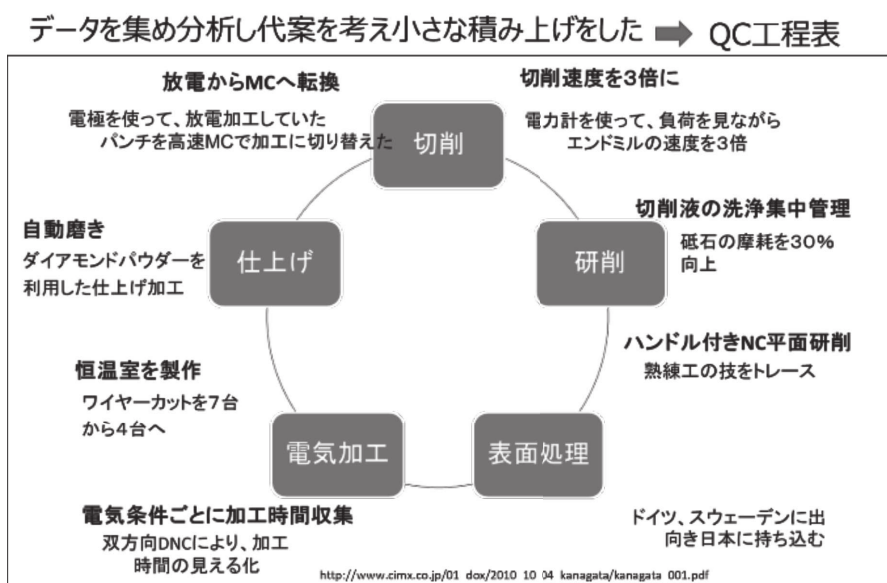 データを集め分析し代案を考え小さな積み上げをした ➡ QC工程表
放電からMCへ転換
電極を使って、放電加工していた
パンチを高速MCで加工に切り替えた
切削
切削速度を3倍に
電力計を使って、負荷を見ながら
エンドミルの速度を3倍
切削液の洗浄集中管理
砥石の摩耗を30%
向上
研削
ハンドル付きNC平面研削
熟練工の技をトレース
表面処理
ドイツ、スウェーデンに出
向き日本に持ち込む
電気加工
電気条件ごとに加工時間収集
双方向DNCにより、加工
時間の見える化
恒温室を製作
ワイヤーカットを7台
から4台へ
仕上げ
自動磨き
ダイアモンドパウダーを
利用した仕上げ加工
http://www.cimx.co.jp/01_dox/2010_10_04_kanagata/kanagata_001.pdf